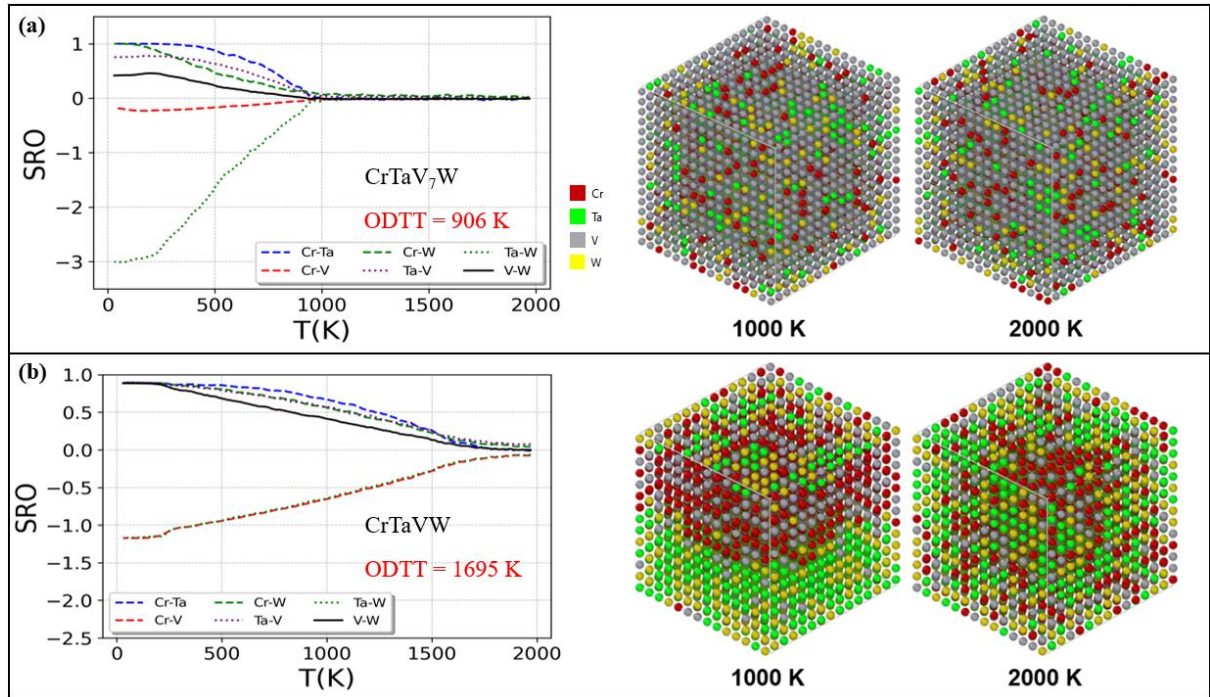 (a)
1
0
−1
−2
−3
SRO
CrTaV₇W
ODTT = 906 K
Cr-Ta Cr-W Ta-W
Cr-V Ta-V V-W
0 500 1000 1500 2000
T(K)
Cr
Ta
V
W
1000 K 2000 K
(b)
1.0
0.5
0.0
−0.5
−1.0
−1.5
−2.0
−2.5
SRO
CrTaVW
ODTT = 1695 K
Cr-Ta Cr-W Ta-W
Cr-V Ta-V V-W
0 500 1000 1500 2000
T(K)
1000 K 2000 K